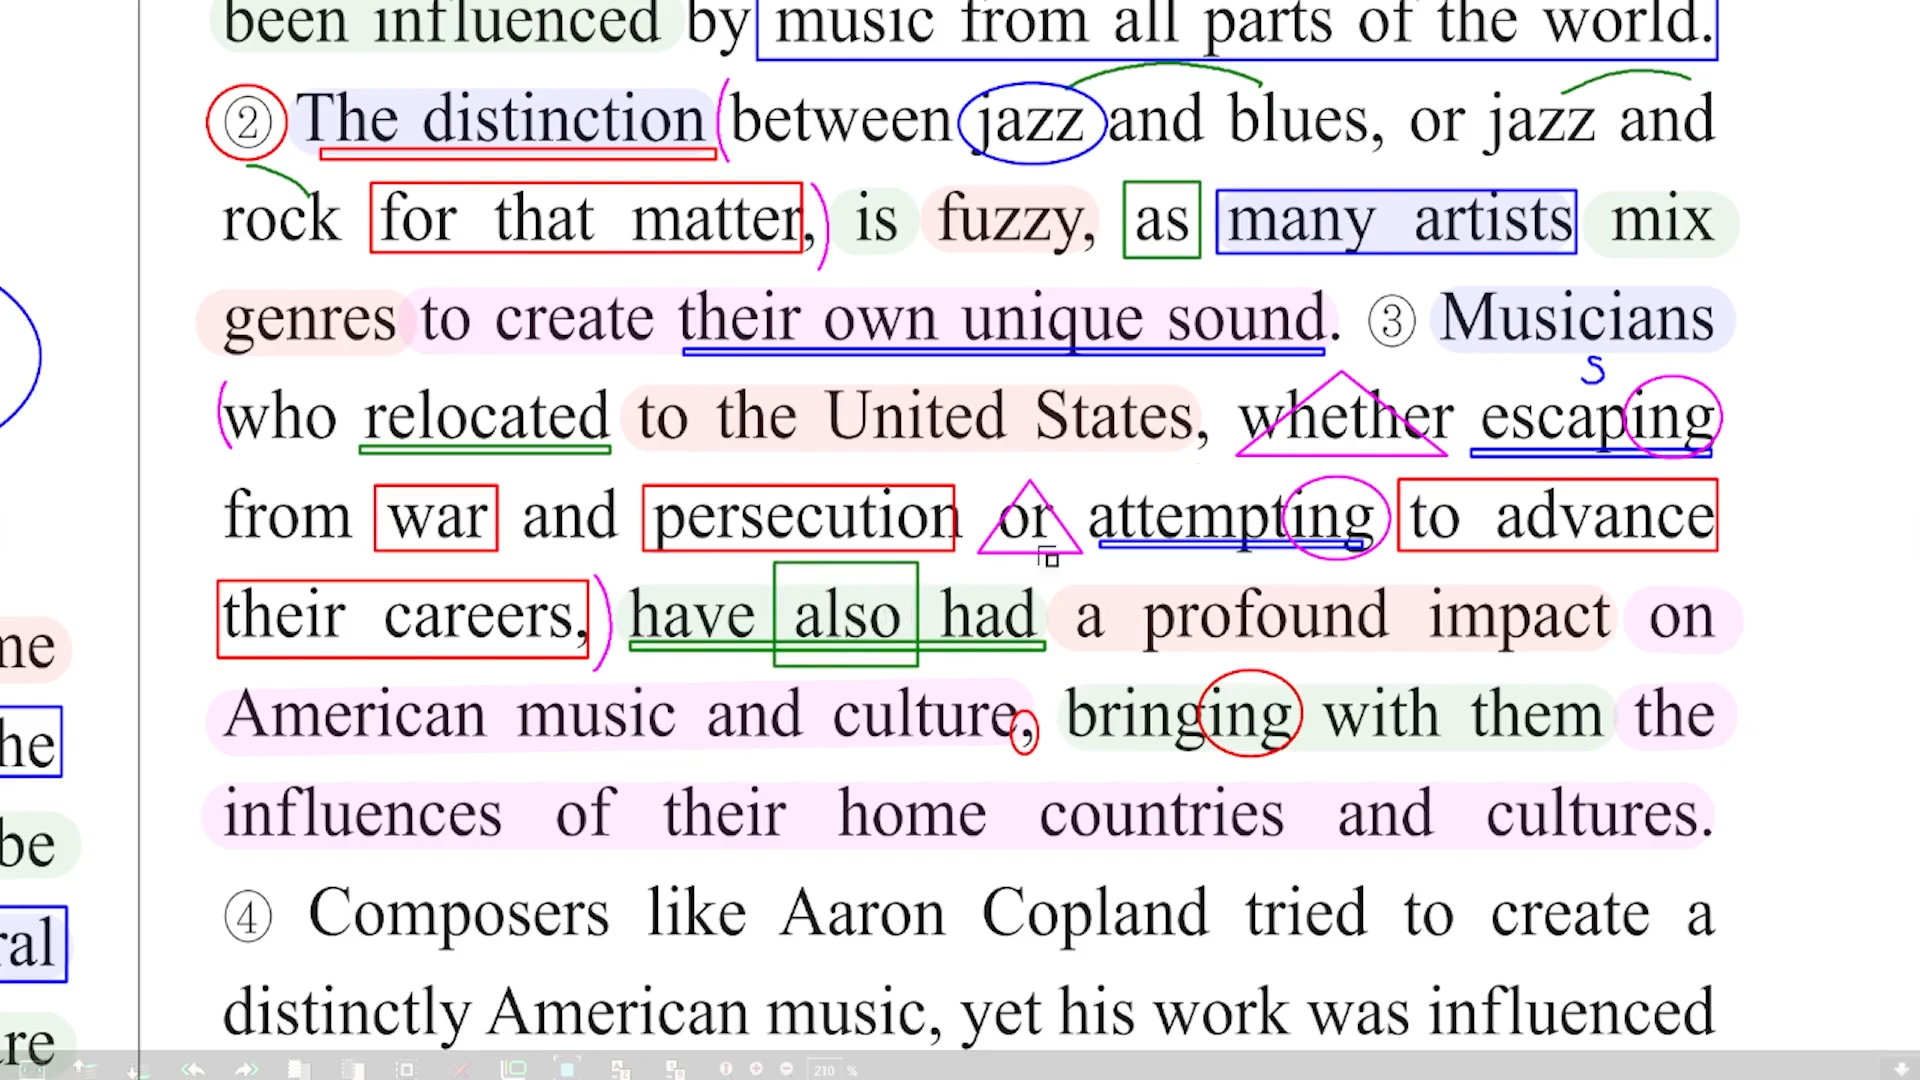 been influenced by music from all parts of the world.
② The distinction between jazz and blues, or jazz and
rock for that matter, is fuzzy, as many artists mix
genres to create their own unique sound. ③ Musicians
S
who relocated to the United States, whether escaping
from war and persecution or attempting to advance
their careers, have also had a profound impact on
American music and culture, bringing with them the
influences of their home countries and cultures.
④ Composers like Aaron Copland tried to create a
distinctly American music, yet his work was influenced
me
he
be
ral
re
210 %